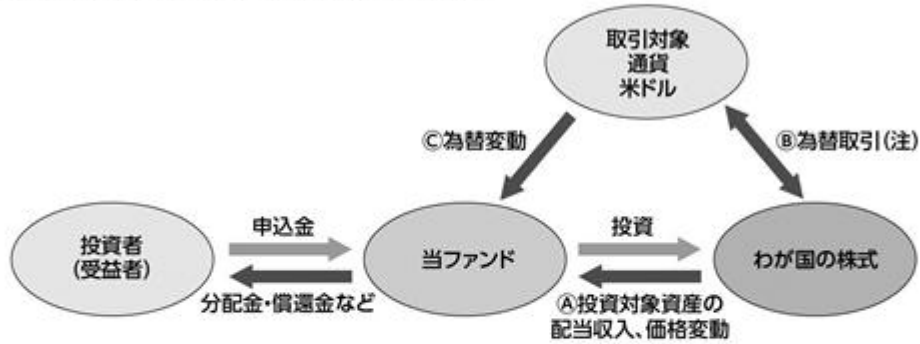 取引対象
通貨
米ドル
Ⓒ為替変動
Ⓑ為替取引(注)
申込金
投資
投資者
(受益者)
当ファンド
わが国の株式
分配金・償還金など
Ⓐ投資対象資産の
配当収入、価格変動